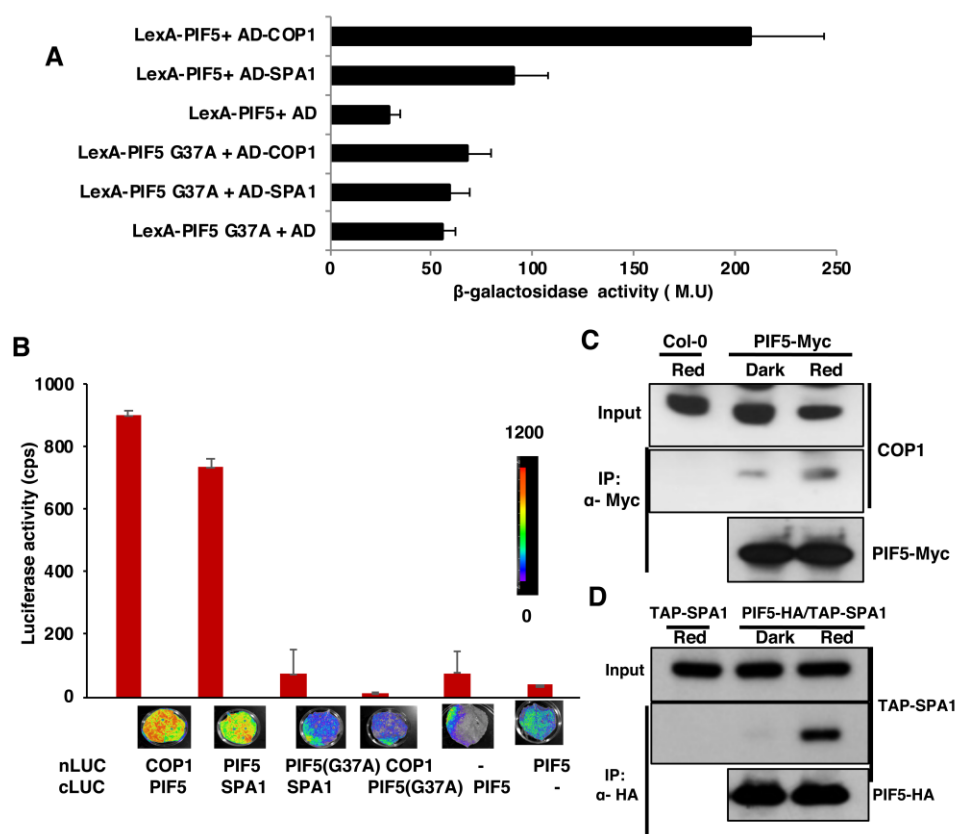 A
LexA-PIF5+ AD-COP1
LexA-PIF5+ AD-SPA1
LexA-PIF5+ AD
LexA-PIF5 G37A + AD-COP1
LexA-PIF5 G37A + AD-SPA1
LexA-PIF5 G37A + AD
0 50 100 150 200 250
β-galactosidase activity ( M.U)
B
Luciferase activity (cps)
1000
800
600
400
200
0
1200
0
nLUC COP1 PIF5 PIF5(G37A) COP1 - PIF5
cLUC PIF5 SPA1 SPA1 PIF5(G37A) PIF5 -
C
Col-0 PIF5-Myc
Red Dark Red
Input
COP1
IP:
α- Myc
PIF5-Myc
D
TAP-SPA1 PIF5-HA/TAP-SPA1
Red Dark Red
Input
TAP-SPA1
IP:
α- HA
PIF5-HA